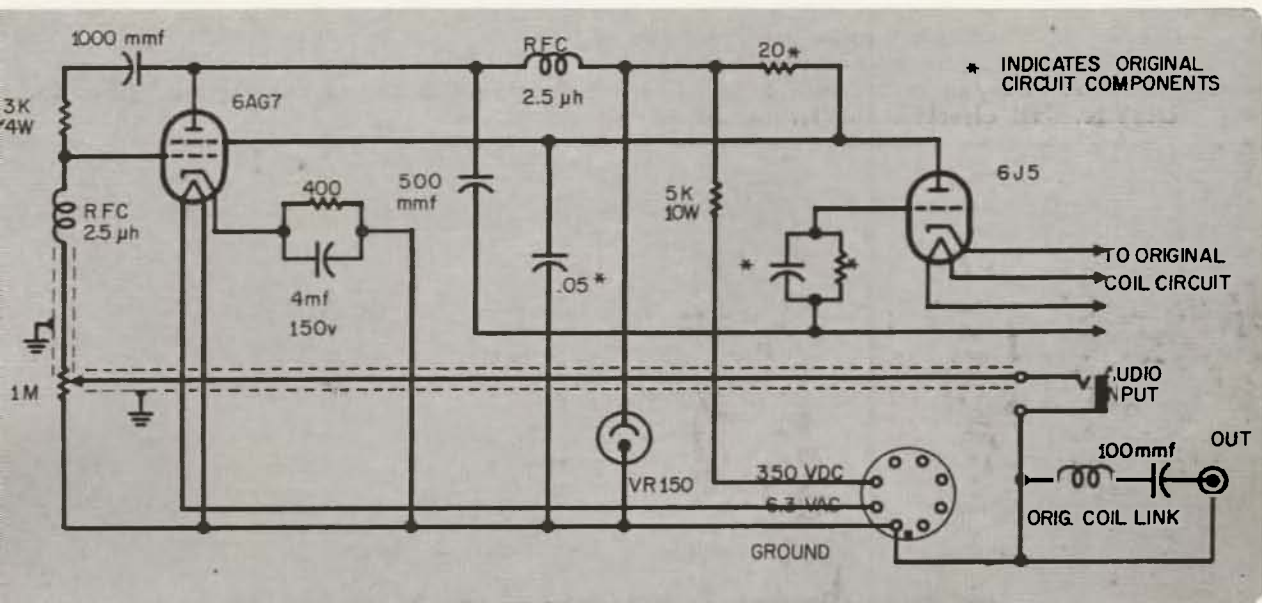 1000 mmf
RFC
2.5 µh
20*
* INDICATES ORIGINAL
CIRCUIT COMPONENTS
3K
4W
6AG7
6J5
400
500
mmf
5K
10W
RFC
2.5 µh
*
*
.05*
4mf
150v
TO ORIGINAL
COIL CIRCUIT
1M
UDIO
PUT
OUT
100mmf
350 VDC
VR150
6.3 VAC
ORIG. COIL LINK
GROUND